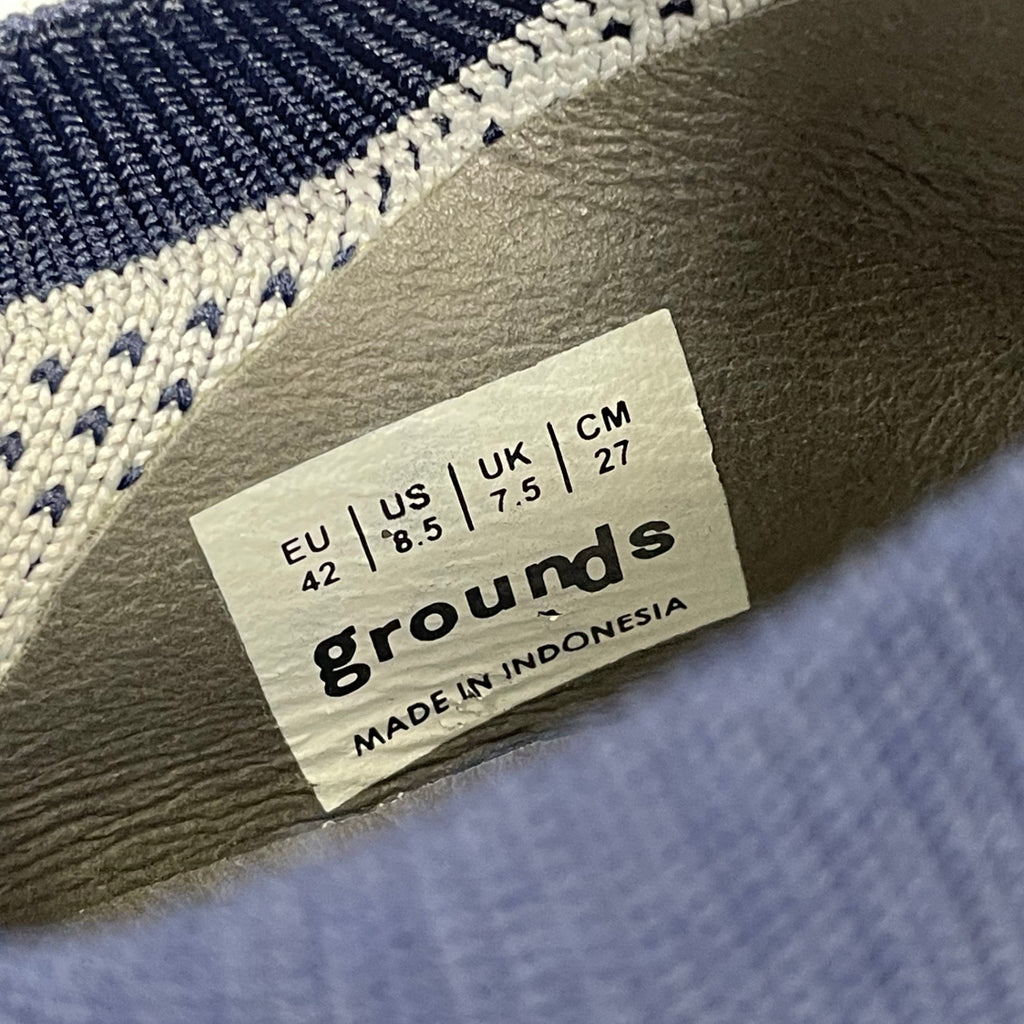 EU | US | UK | CM
42 | 8.5 | 7.5 | 27
grounds
MADE IN INDONESIA